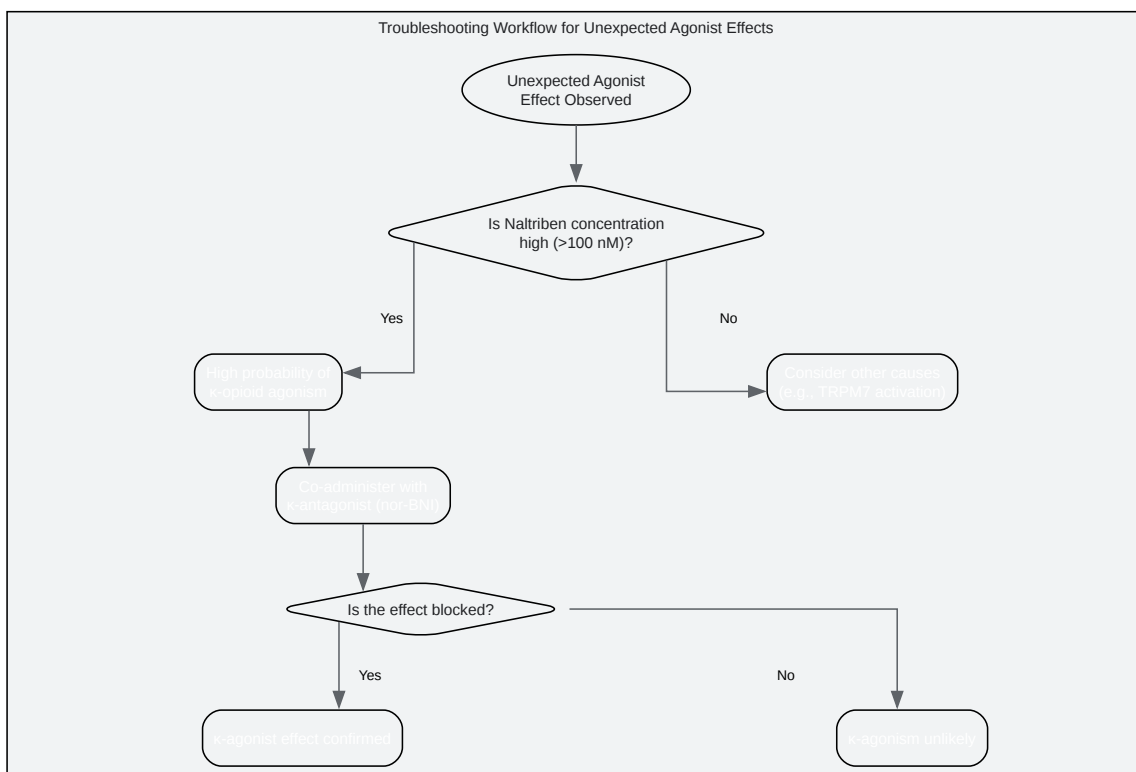 Troubleshooting Workflow for Unexpected Agonist Effects
Unexpected Agonist
Effect Observed
Is Naltriben concentration
high (>100 nM)?
Yes
No
High probability of
κ-opioid agonism
Consider other causes
(e.g., TRPM7 activation)
Co-administer with
κ-antagonist (nor-BNI)
Is the effect blocked?
Yes
No
κ-agonist effect confirmed
κ-agonism unlikely